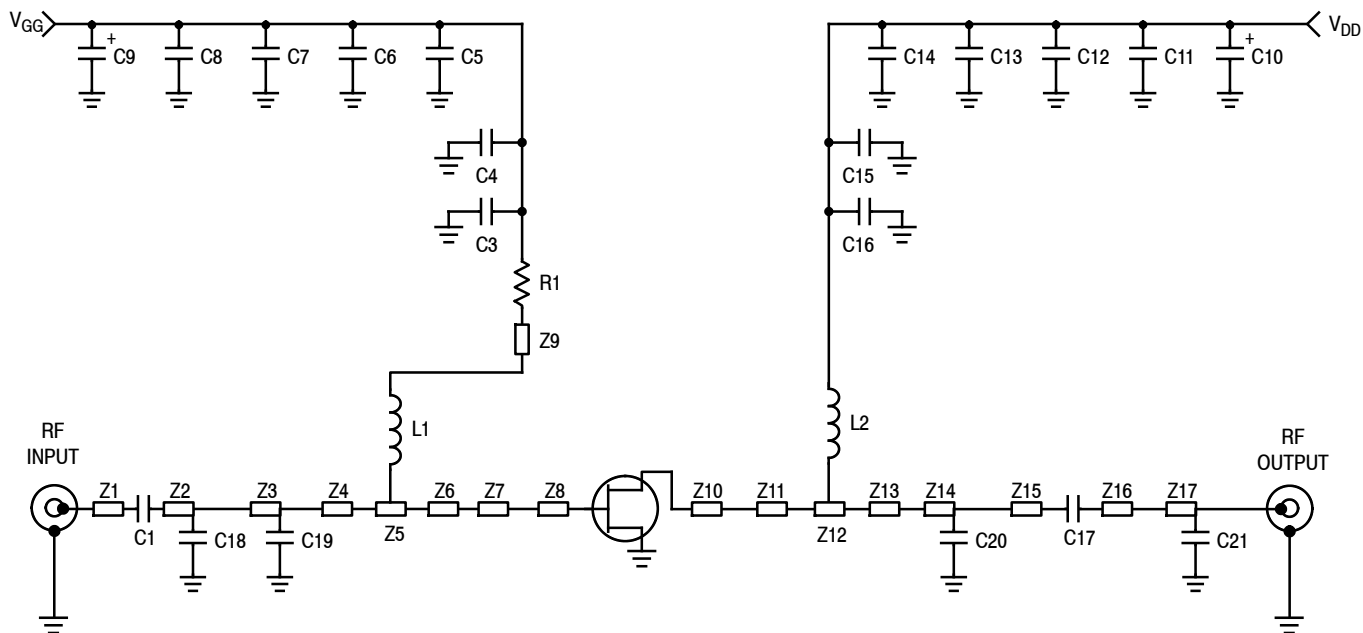 V_GG
+
C9
C8
C7
C6
C5
C14
C13
C12
C11
+
C10
V_DD
C4
C15
C3
C16
R1
Z9
L1
L2
RF
INPUT
RF
OUTPUT
Z1
Z2
Z3
Z4
Z6
Z7
Z8
Z10
Z11
Z13
Z14
Z15
Z16
Z17
C1
C18
C19
Z5
Z12
C20
C17
C21